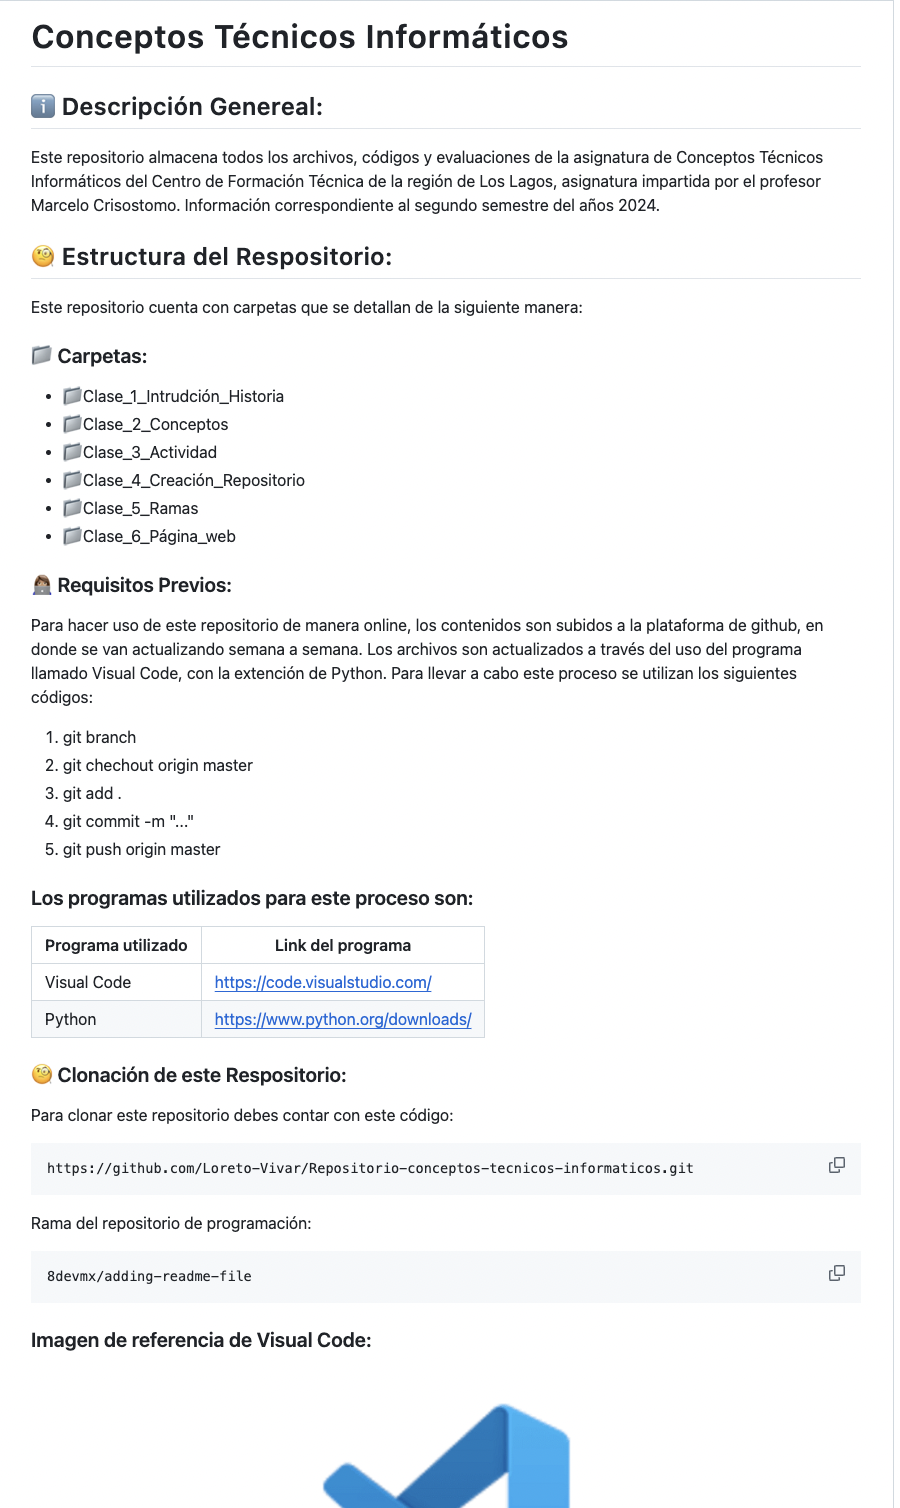 Conceptos Técnicos Informáticos
ℹ️ Descripción Genereal:
Este repositorio almacena todos los archivos, códigos y evaluaciones de la asignatura de Conceptos Técnicos
Informáticos del Centro de Formación Técnica de la región de Los Lagos, asignatura impartida por el profesor
Marcelo Crisostomo. Información correspondiente al segundo semestre del años 2024.
🧐 Estructura del Respositorio:
Este repositorio cuenta con carpetas que se detallan de la siguiente manera:
📁 Carpetas:
• 📁Clase_1_Intrudción_Historia
• 📁Clase_2_Conceptos
• 📁Clase_3_Actividad
• 📁Clase_4_Creación_Repositorio
• 📁Clase_5_Ramas
• 📁Clase_6_Página_web
👩🏽‍💻 Requisitos Previos:
Para hacer uso de este repositorio de manera online, los contenidos son subidos a la plataforma de github, en
donde se van actualizando semana a semana. Los archivos son actualizados a través del uso del programa
llamado Visual Code, con la extención de Python. Para llevar a cabo este proceso se utilizan los siguientes
códigos:
1. git branch
2. git chechout origin master
3. git add .
4. git commit -m "..."
5. git push origin master
Los programas utilizados para este proceso son:
Programa utilizado Link del programa
Visual Code https://code.visualstudio.com/
Python https://www.python.org/downloads/
🧐 Clonación de este Respositorio:
Para clonar este repositorio debes contar con este código:
https://github.com/Loreto-Vivar/Repositorio-conceptos-tecnicos-informaticos.git
Rama del repositorio de programación:
8devmx/adding-readme-file
Imagen de referencia de Visual Code: